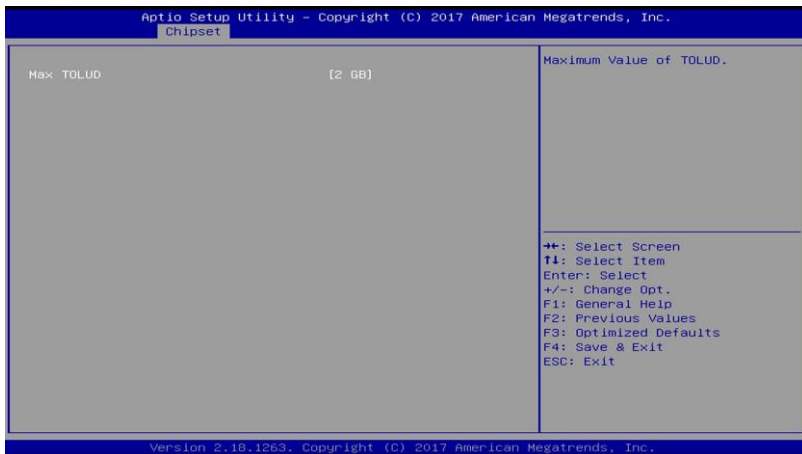 Aptio Setup Utility – Copyright (C) 2017 American Megatrends, Inc.
Chipset
Max TOLUD [2 GB]
Maximum Value of TOLUD.
→←: Select Screen
↑↓: Select Item
Enter: Select
+/-: Change Opt.
F1: General Help
F2: Previous Values
F3: Optimized Defaults
F4: Save & Exit
ESC: Exit
Version 2.18.1263. Copyright (C) 2017 American Megatrends, Inc.